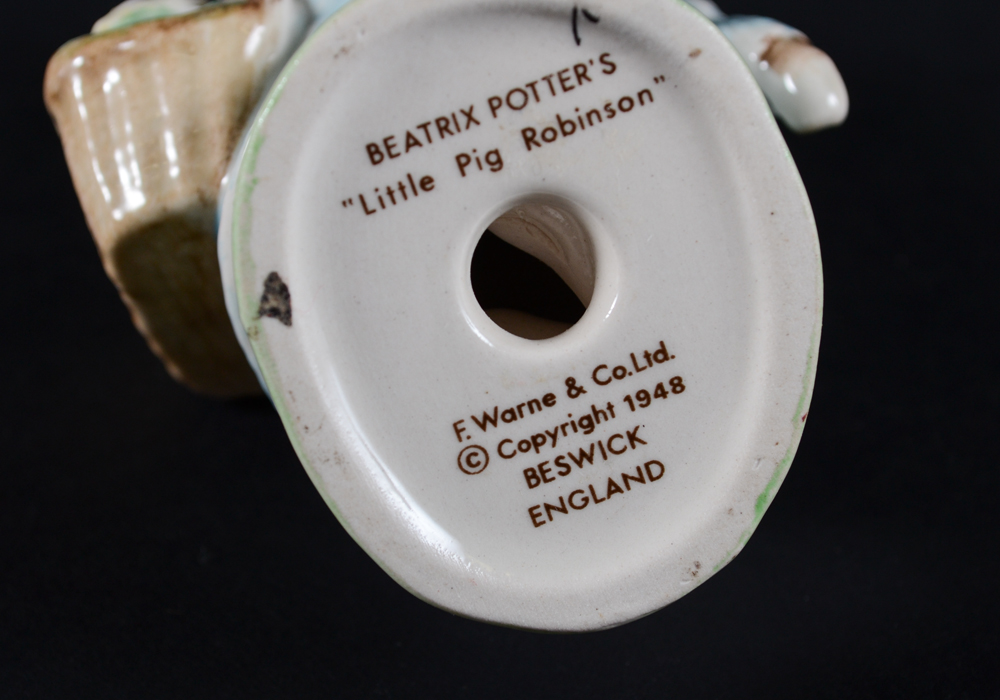 BEATRIX POTTER'S
"Little Pig Robinson"
F. Warne & Co.Ltd.
© Copyright 1948
BESWICK
ENGLAND